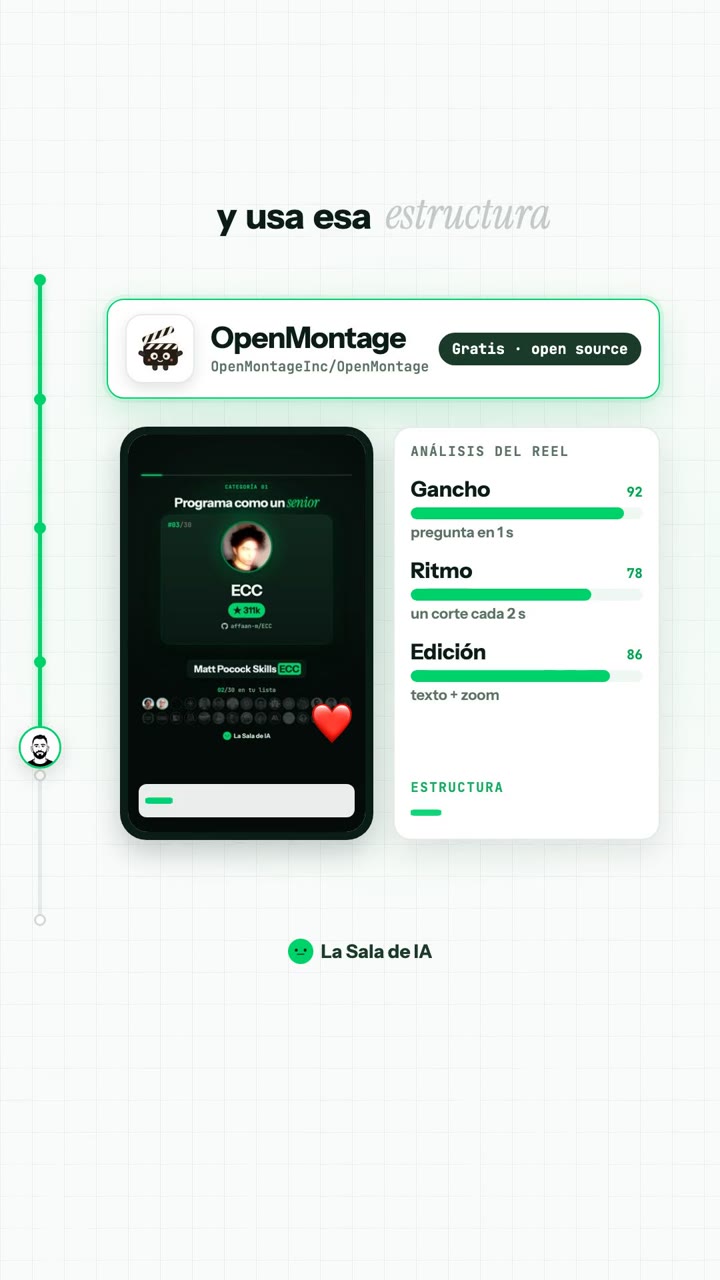 y usa esa estructura
OpenMontage
OpenMontageInc/OpenMontage
Gratis · open source
CATEGORÍA 01
Programa como un senior
#03/30
ECC
★ 311k
affaan-m/ECC
Matt Pocock Skills ECC
02/30 en tu lista
La Sala de IA
ANÁLISIS DEL REEL
Gancho 92
pregunta en 1 s
Ritmo 78
un corte cada 2 s
Edición 86
texto + zoom
ESTRUCTURA
La Sala de IA